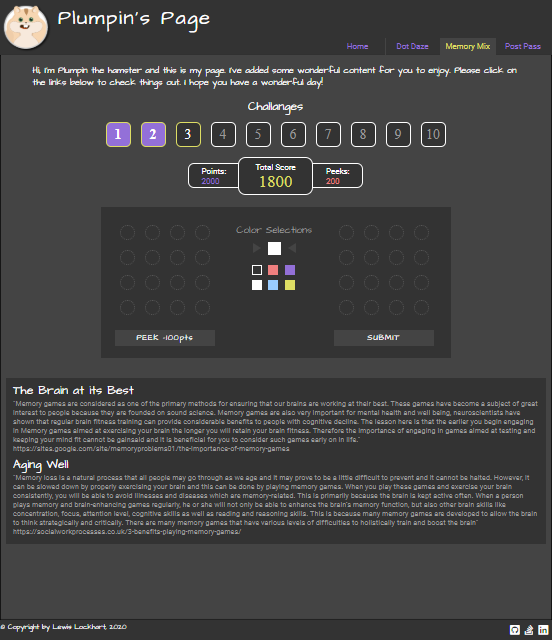 Plumpin's Page
Home Dot Daze Memory Mix Post Pass
Hi, I'm Plumpin the hamster and this is my page. I've added some wonderful content for you to enjoy. Please click on
the links below to check things out. I hope you have a wonderful day!
Challanges
1 2 3 4 5 6 7 8 9 10
Points: Total Score Peeks:
2000 1800 200
Color Selections
PEEK -100pts SUBMIT
The Brain at its Best
"Memory games are considered as one of the primary methods for ensuring that our brains are working at their best. These games have become a subject of great
interest to people because they are founded on sound science. Memory games are also very important for mental health and well being, neuroscientists have
shown that regular brain fitness training can provide considerable benefits to people with cognitive decline. The lesson here is that the earlier you begin engaging
in Memory games aimed at exercising your brain the longer you will retain your brain fitness. Therefore the importance of engaging in games aimed at testing and
keeping your mind fit cannot be gainsaid and it is beneficial for you to consider such games early on in life."
https://sites.google.com/site/memoryproblems01/the-importance-of-memory-games
Aging Well
"Memory loss is a natural process that all people may go through as we age and it may prove to be a little difficult to prevent and it cannot be halted. However, it
can be slowed down by properly exercising your brain and this can be done by playing memory games. When you play these games and exercise your brain
consistently, you will be able to avoid illnesses and diseases which are memory-related. This is primarily because the brain is kept active often. When a person
plays memory and brain-enhancing games regularly, he or she will not only be able to enhance the brain's memory function, but also other brain skills like
concentration, focus, attention level, cognitive skills as well as reading and reasoning skills. This is because many memory games are developed to allow the brain
to think strategically and critically. There are many memory games that have various levels of difficulties to holistically train and boost the brain"
https://socialworkprocesses.co.uk/3-benefits-playing-memory-games/
© Copyright by Lewis Lockhart, 2020